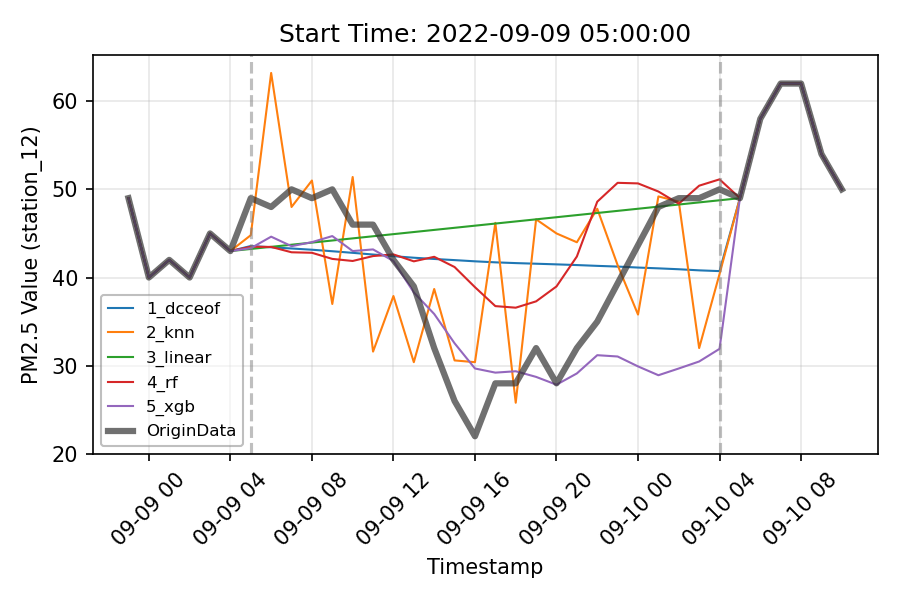 Start Time: 2022-09-09 05:00:00
PM2.5 Value (station_12)
60
50
40
30
20
1_dcceof
2_knn
3_linear
4_rf
5_xgb
OriginData
09-09 00
09-09 04
09-09 08
09-09 12
09-09 16
09-09 20
09-10 00
09-10 04
09-10 08
Timestamp